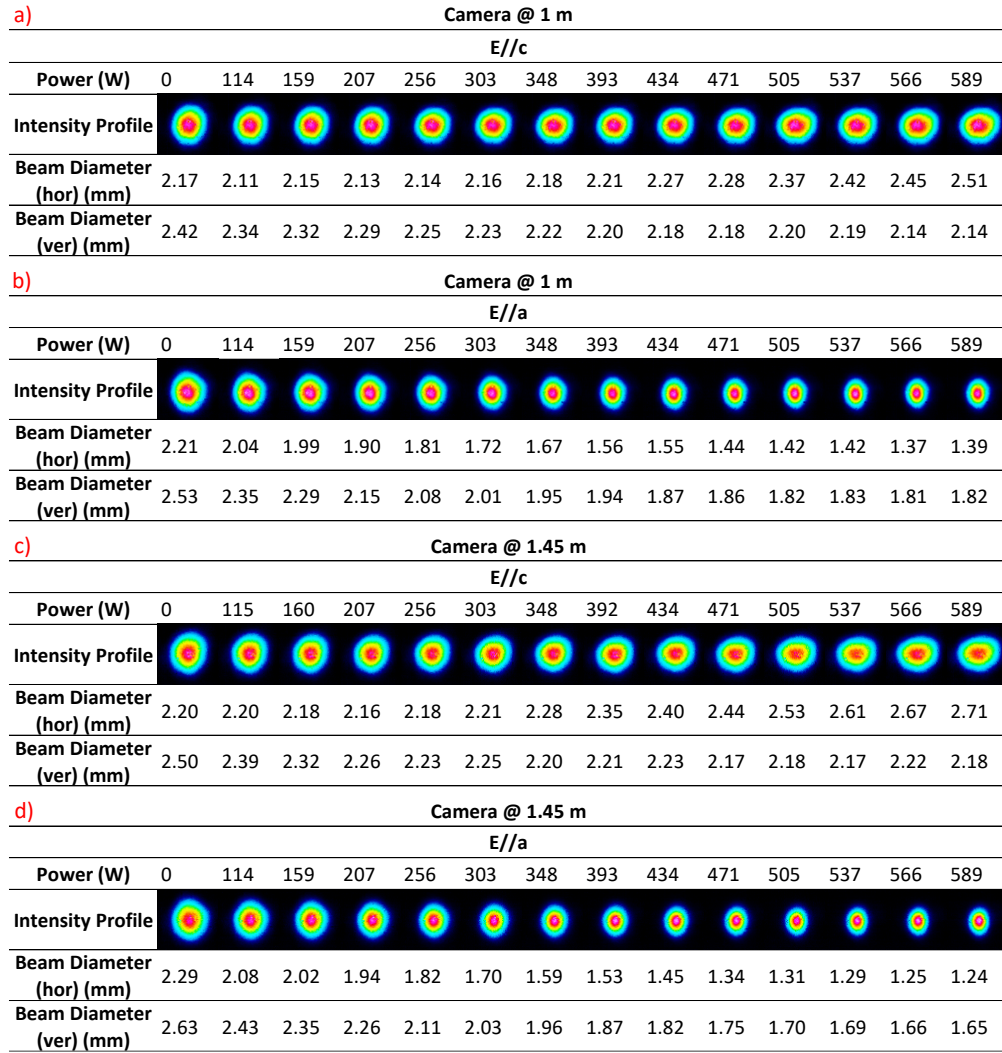 a) Camera @ 1 m
E//c
Power (W) 0 114 159 207 256 303 348 393 434 471 505 537 566 589
Intensity Profile
Beam Diameter (hor) (mm) 2.17 2.11 2.15 2.13 2.14 2.16 2.18 2.21 2.27 2.28 2.37 2.42 2.45 2.51
Beam Diameter (ver) (mm) 2.42 2.34 2.32 2.29 2.25 2.23 2.22 2.20 2.18 2.18 2.20 2.19 2.14 2.14
b) Camera @ 1 m
E//a
Power (W) 0 114 159 207 256 303 348 393 434 471 505 537 566 589
Intensity Profile
Beam Diameter (hor) (mm) 2.21 2.04 1.99 1.90 1.81 1.72 1.67 1.56 1.55 1.44 1.42 1.42 1.37 1.39
Beam Diameter (ver) (mm) 2.53 2.35 2.29 2.15 2.08 2.01 1.95 1.94 1.87 1.86 1.82 1.83 1.81 1.82
c) Camera @ 1.45 m
E//c
Power (W) 0 115 160 207 256 303 348 392 434 471 505 537 566 589
Intensity Profile
Beam Diameter (hor) (mm) 2.20 2.20 2.18 2.16 2.18 2.21 2.28 2.35 2.40 2.44 2.53 2.61 2.67 2.71
Beam Diameter (ver) (mm) 2.50 2.39 2.32 2.26 2.23 2.25 2.20 2.21 2.23 2.17 2.18 2.17 2.22 2.18
d) Camera @ 1.45 m
E//a
Power (W) 0 114 159 207 256 303 348 393 434 471 505 537 566 589
Intensity Profile
Beam Diameter (hor) (mm) 2.29 2.08 2.02 1.94 1.82 1.70 1.59 1.53 1.45 1.34 1.31 1.29 1.25 1.24
Beam Diameter (ver) (mm) 2.63 2.43 2.35 2.26 2.11 2.03 1.96 1.87 1.82 1.75 1.70 1.69 1.66 1.65